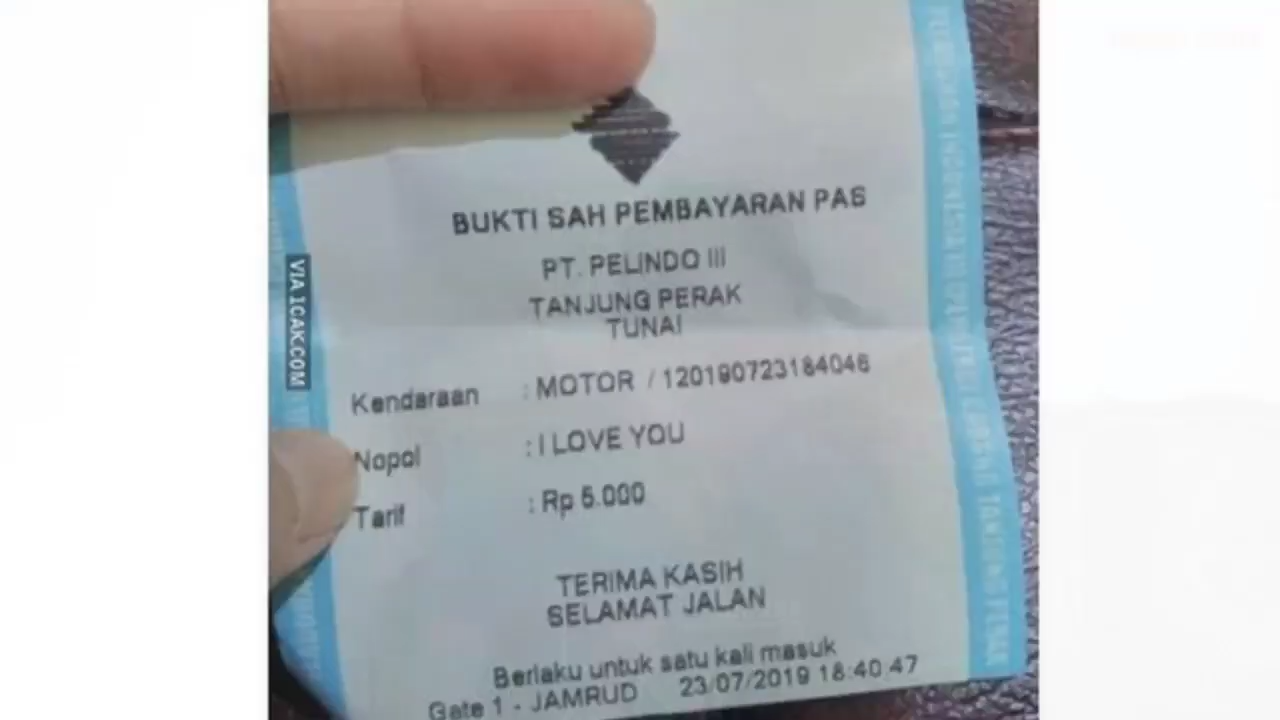 BUKTI SAH PEMBAYARAN PAS
PT. PELINDO III
TANJUNG PERAK
TUNAI
Kendaraan : MOTOR / 120190723184046
Nopol : I LOVE YOU
Tarif : Rp 5.000
TERIMA KASIH
SELAMAT JALAN
Berlaku untuk satu kali masuk
Gate 1 - JAMRUD 23/07/2019 18:40.47
VIA 1CAK.COM